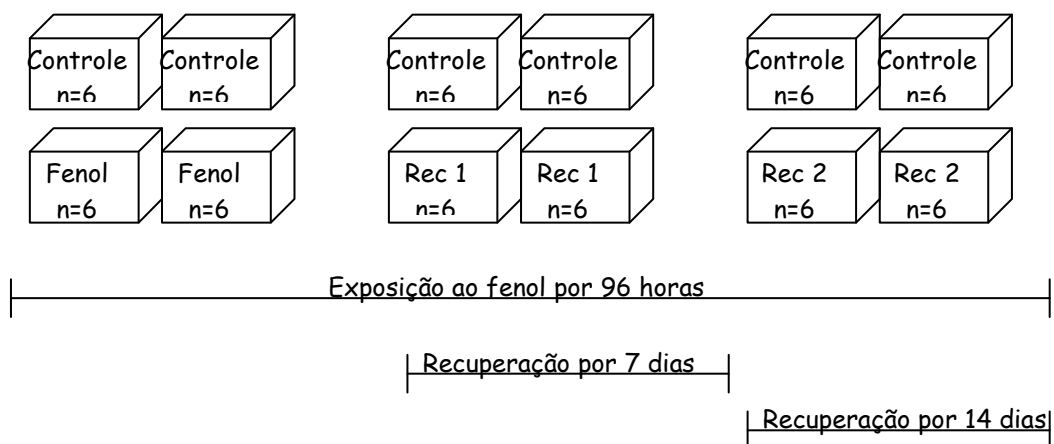 Controle Controle Controle Controle Controle Controle
n=6 n=6 n=6 n=6 n=6 n=6
Fenol Fenol Rec 1 Rec 1 Rec 2 Rec 2
n=6 n=6 n=6 n=6 n=6 n=6
Exposição ao fenol por 96 horas
Recuperação por 7 dias
Recuperação por 14 dias